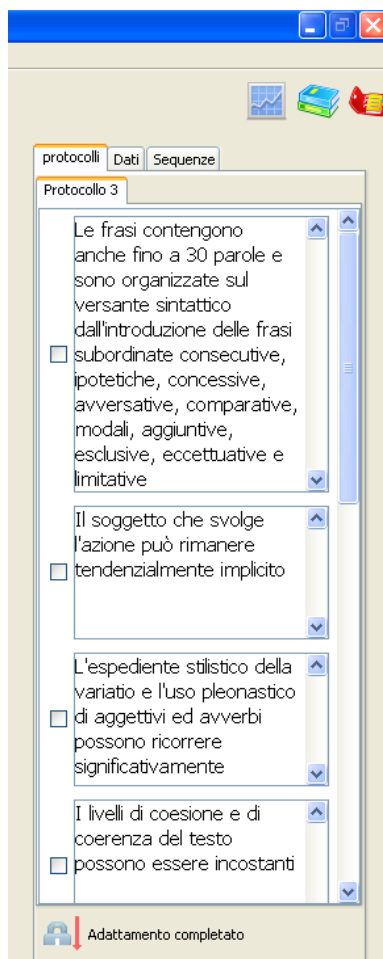 protocolli Dati Sequenze
Protocollo 3
Le frasi contengono
anche fino a 30 parole e
sono organizzate sul
versante sintattico
dall'introduzione delle frasi
subordinate consecutive,
ipotetiche, concessive,
avversative, comparative,
modali, aggiuntive,
esclusive, eccettuative e
limitative
Il soggetto che svolge
l'azione può rimanere
tendenzialmente implicito
L'espediente stilistico della
variatio e l'uso pleonastico
di aggettivi ed avverbi
possono ricorrere
significativamente
I livelli di coesione e di
coerenza del testo
possono essere incostanti
Adattamento completato